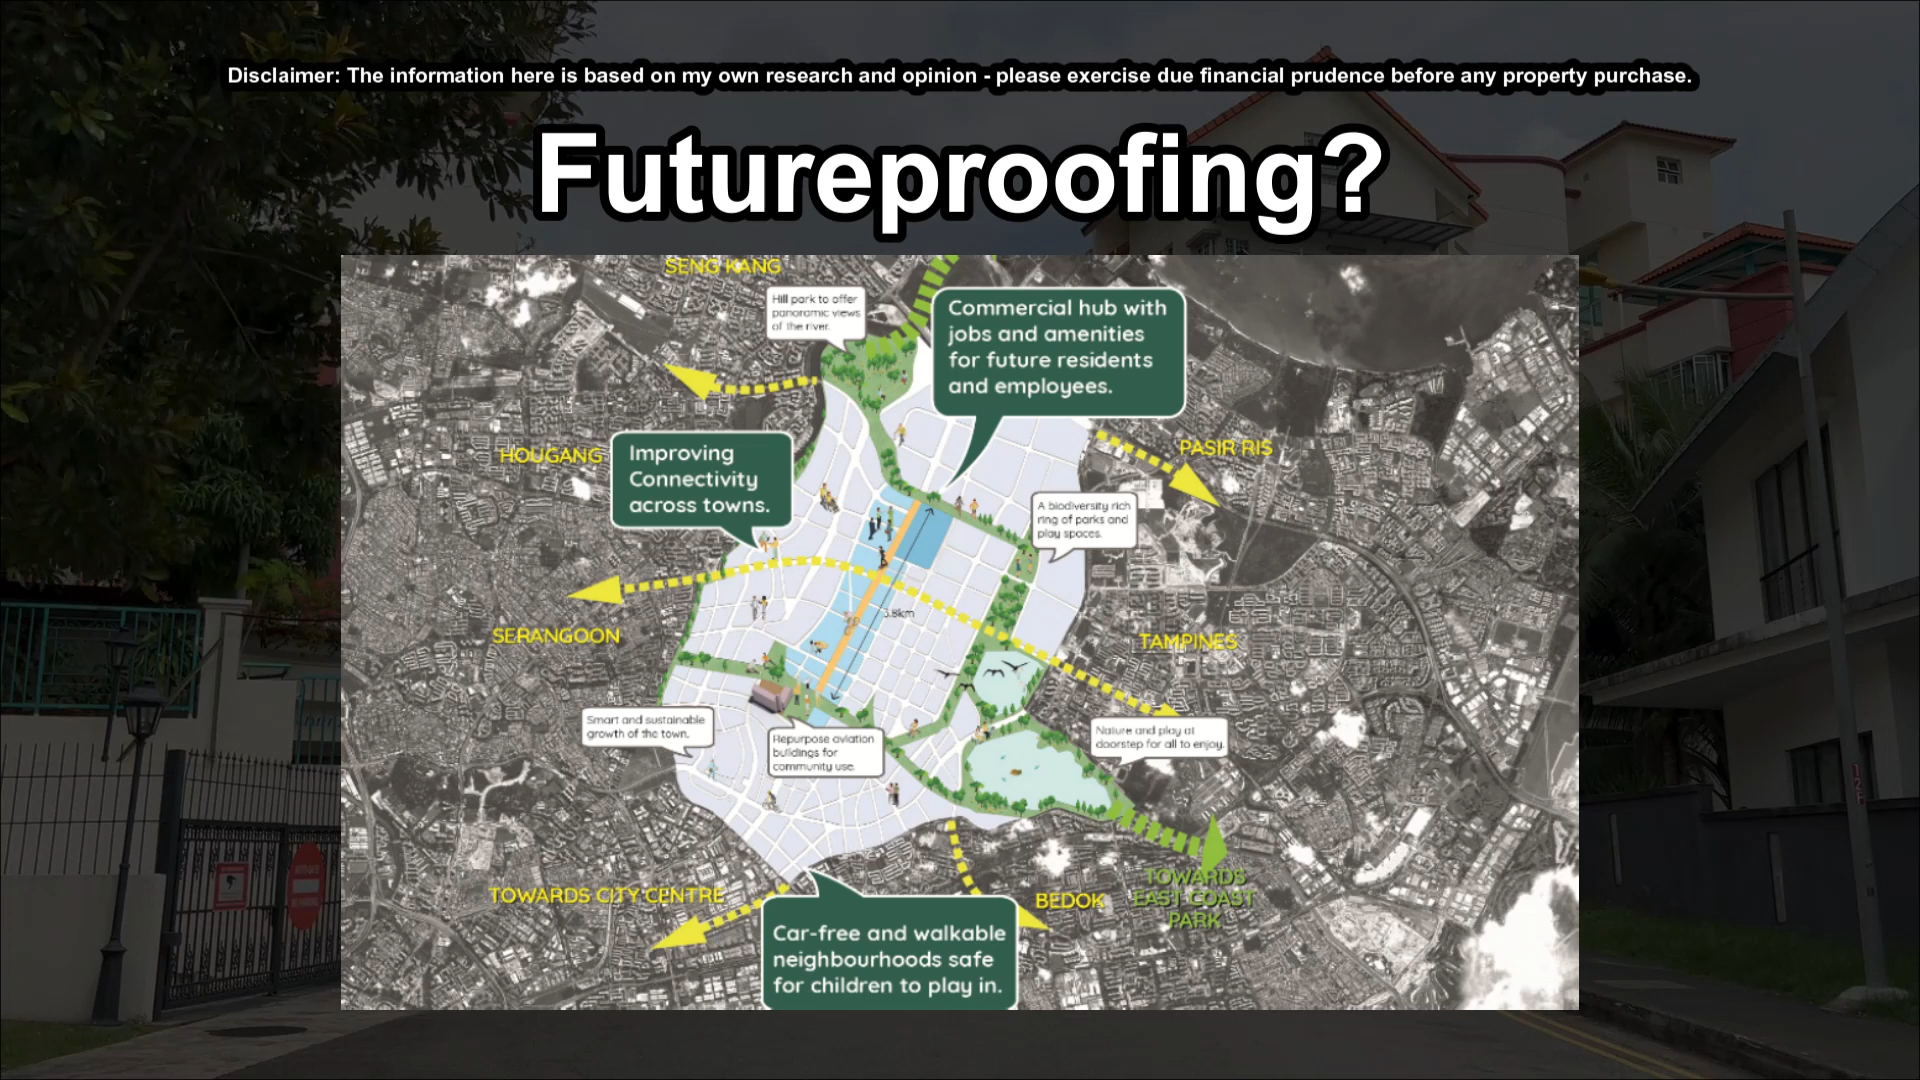 Disclaimer: The information here is based on my own research and opinion - please exercise due financial prudence before any property purchase.
Futureproofing?
SENG KANG
Hill park to offer
panoramic views
of the river.
Commercial hub with
jobs and amenities
for future residents
and employees.
HOUGANG
Improving
Connectivity
across towns.
PASIR RIS
A biodiversity rich
ring of parks and
play spaces.
3.8km
SERANGOON
TAMPINES
Smart and sustainable
growth of the town.
Repurpose aviation
buildings for
community use.
Nature and play at
doorstep for all to enjoy.
TOWARDS CITY CENTRE
BEDOK
TOWARDS
EAST COAST
PARK
Car-free and walkable
neighbourhoods safe
for children to play in.